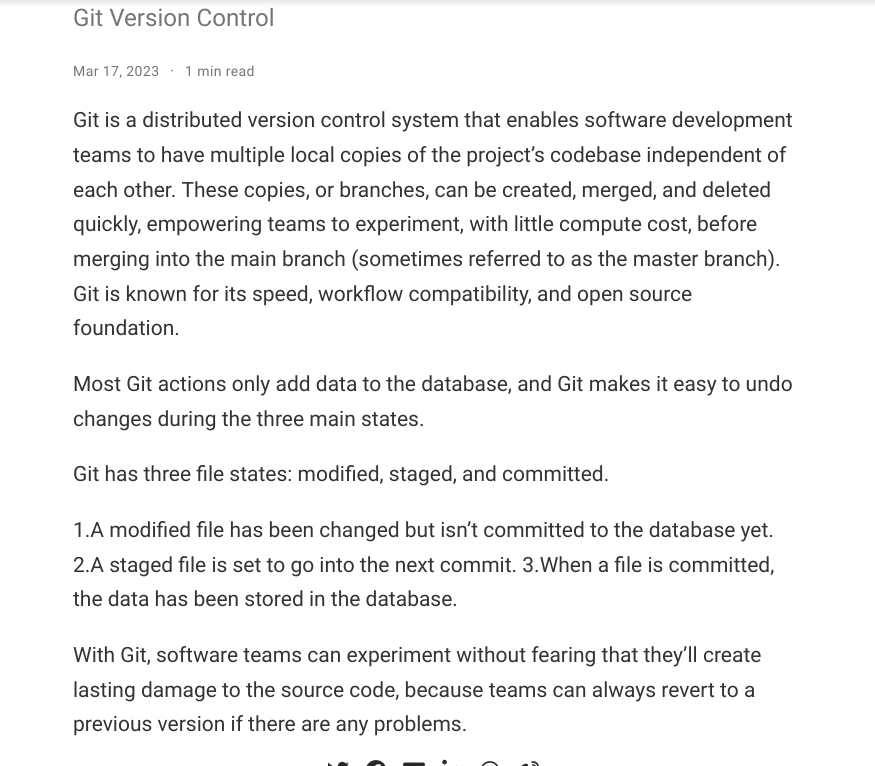 Git Version Control
Mar 17, 2023 · 1 min read
Git is a distributed version control system that enables software development
teams to have multiple local copies of the project’s codebase independent of
each other. These copies, or branches, can be created, merged, and deleted
quickly, empowering teams to experiment, with little compute cost, before
merging into the main branch (sometimes referred to as the master branch).
Git is known for its speed, workflow compatibility, and open source
foundation.
Most Git actions only add data to the database, and Git makes it easy to undo
changes during the three main states.
Git has three file states: modified, staged, and committed.
1.A modified file has been changed but isn’t committed to the database yet.
2.A staged file is set to go into the next commit. 3.When a file is committed,
the data has been stored in the database.
With Git, software teams can experiment without fearing that they’ll create
lasting damage to the source code, because teams can always revert to a
previous version if there are any problems.